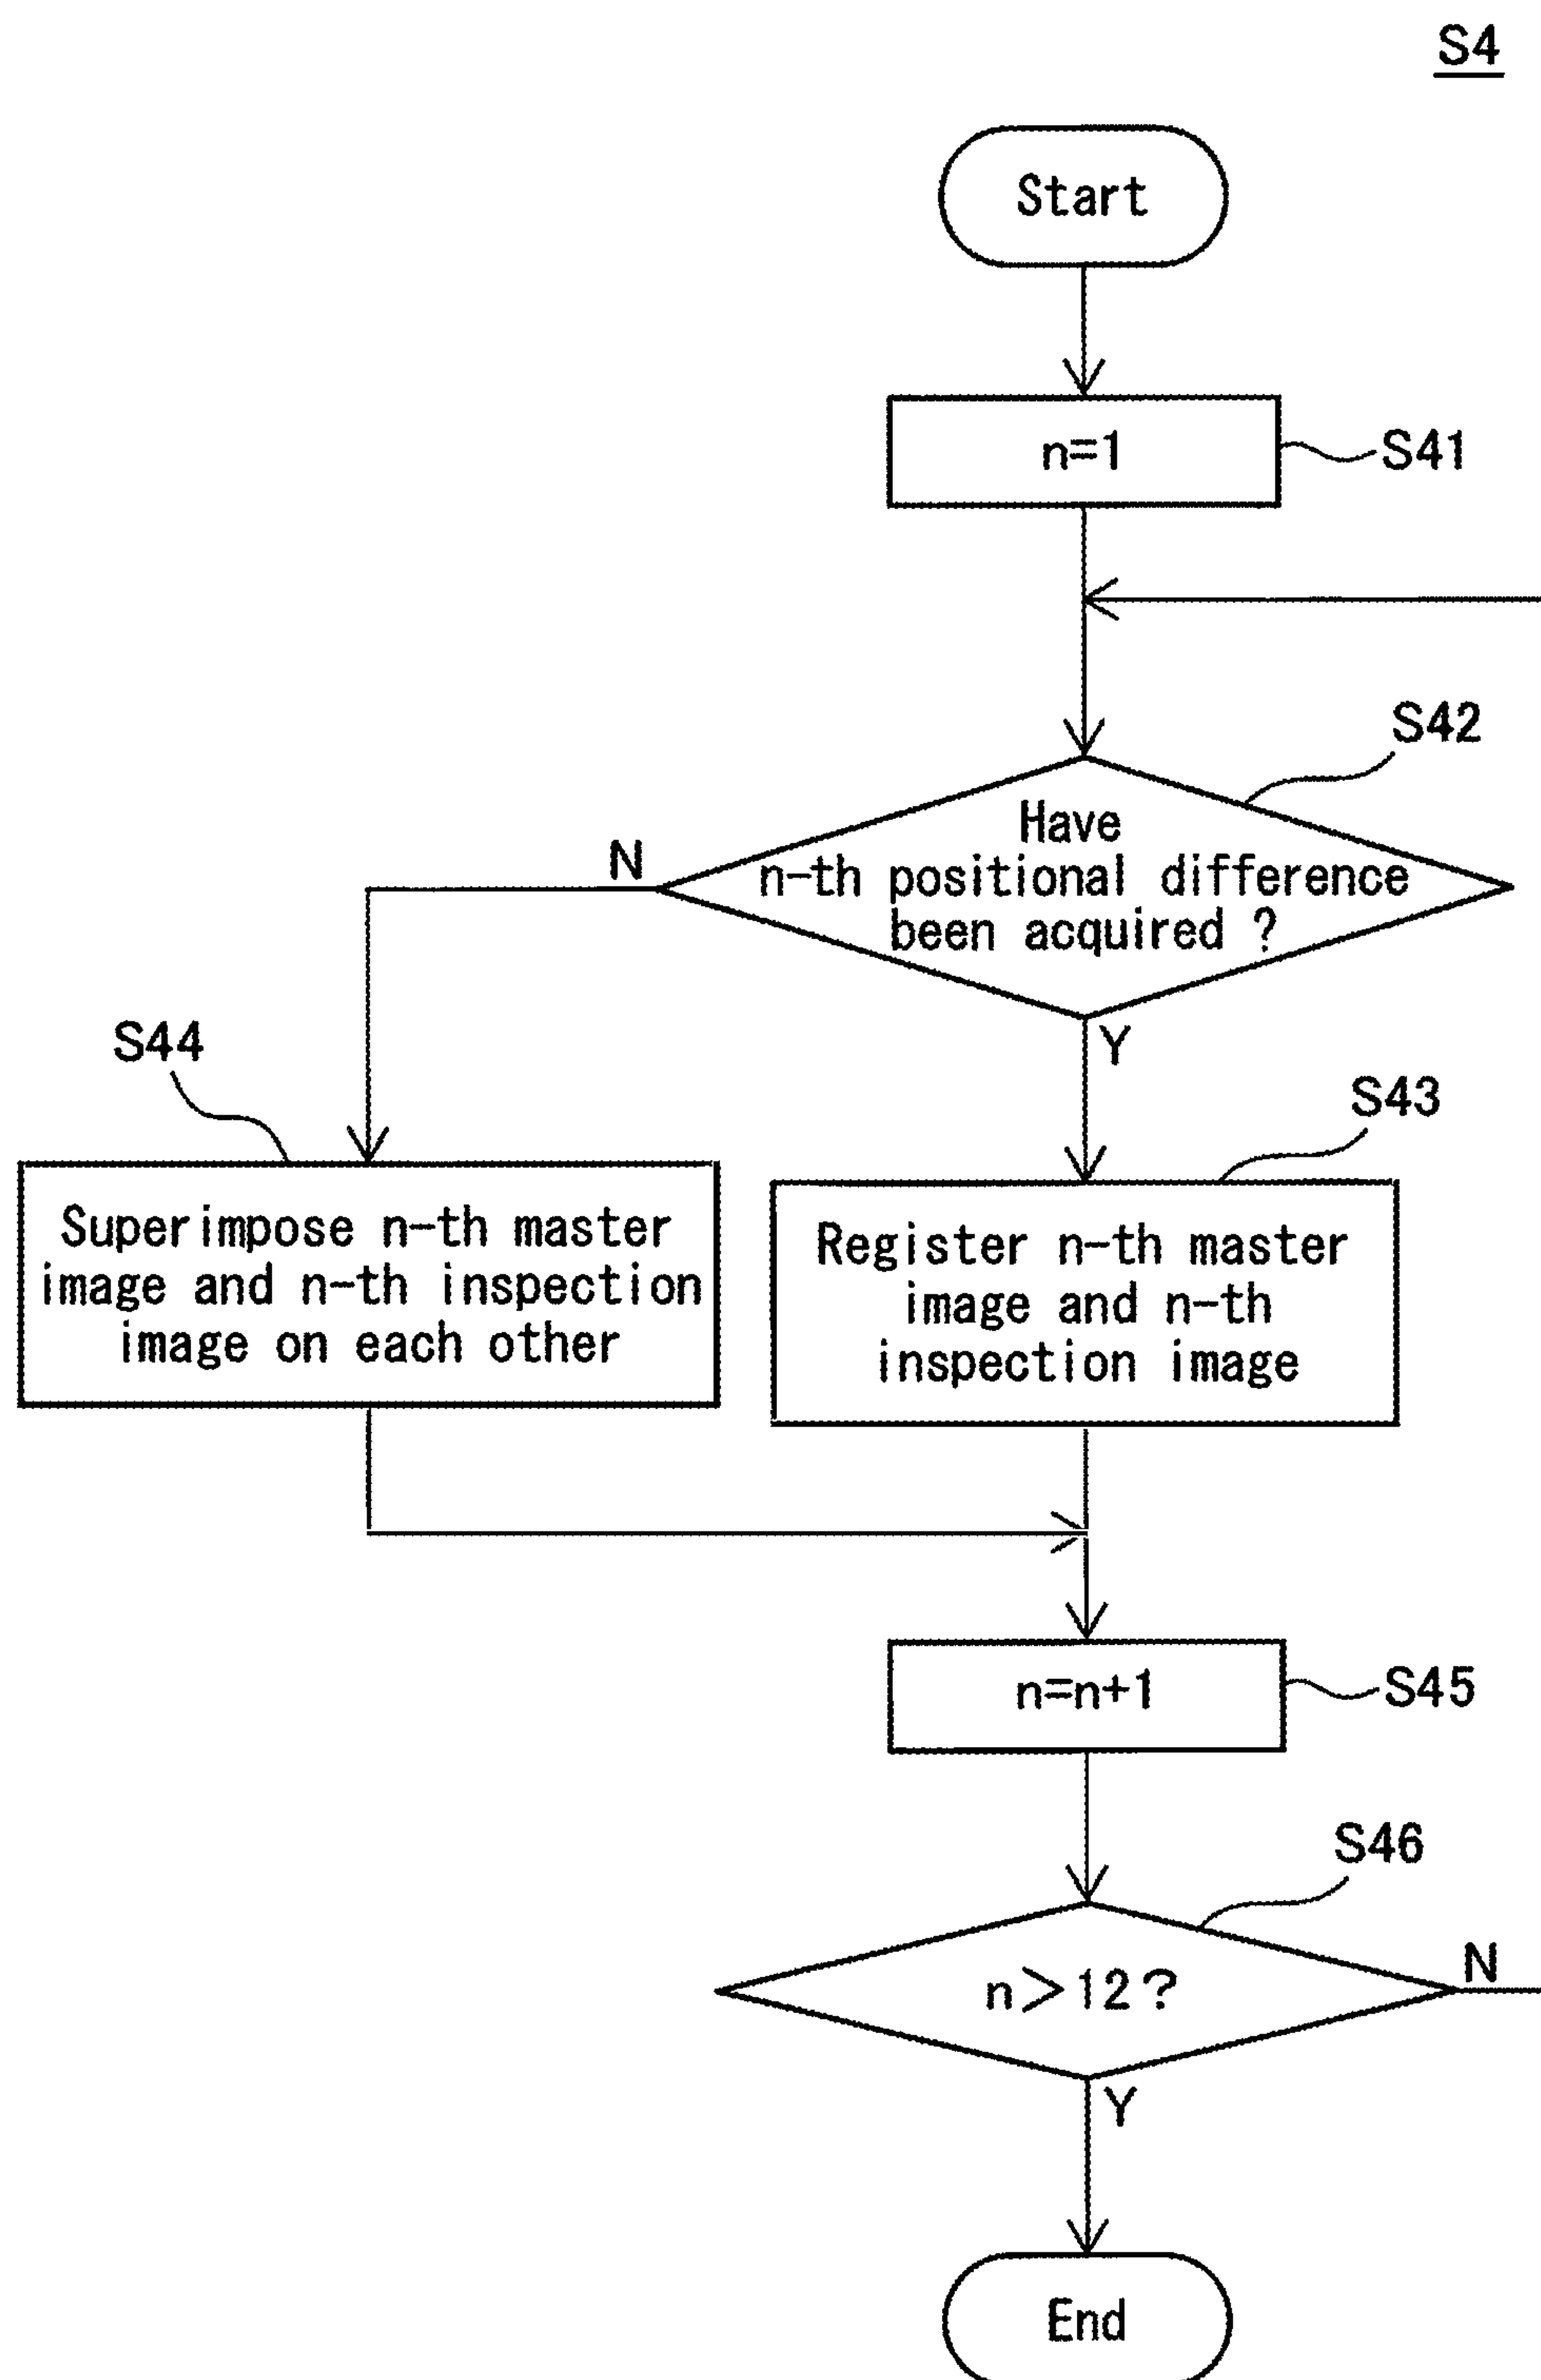 S4
Start
n=1
S41
S42
Have
n-th positional difference
been acquired ?
N
Y
S44
S43
Superimpose n-th master
image and n-th inspection
image on each other
Register n-th master
image and n-th
inspection image
n=n+1
S45
S46
n>12?
N
Y
End